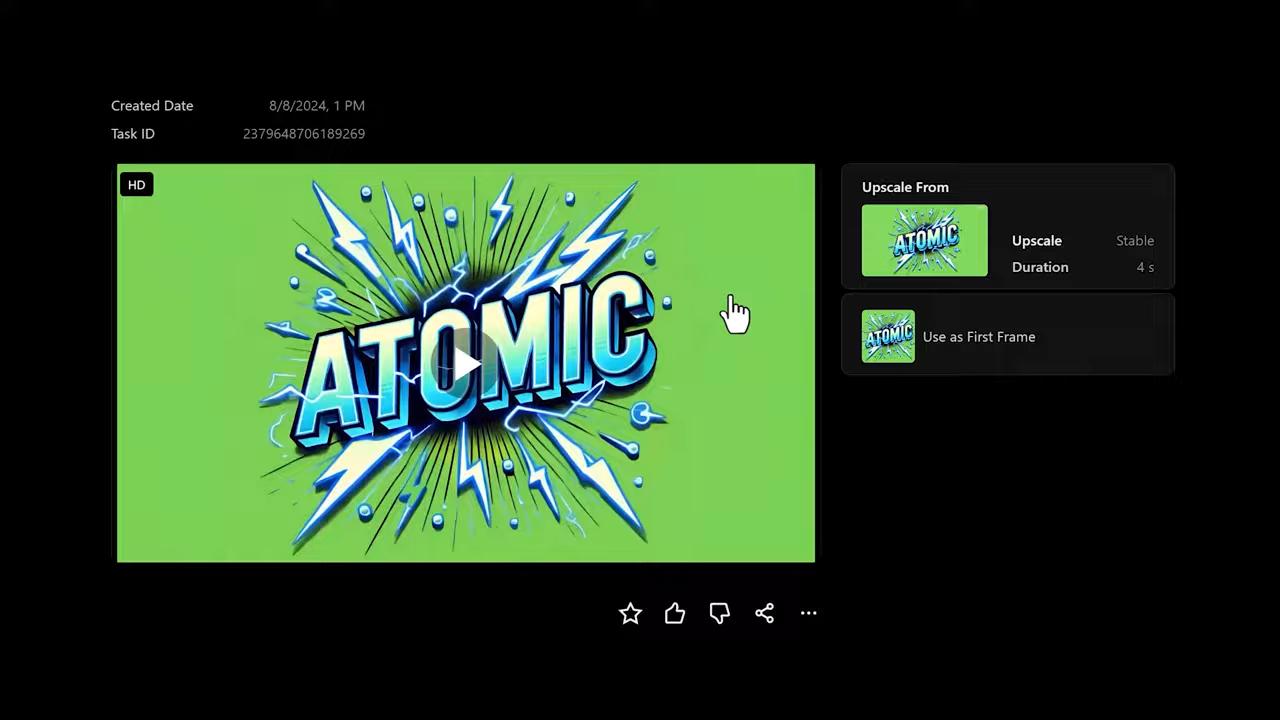 Created Date 8/8/2024, 1 PM
Task ID 2379648706189269
HD
ATOMIC
Upscale From
ATOMIC
Upscale Stable
Duration 4 s
ATOMIC
Use as First Frame